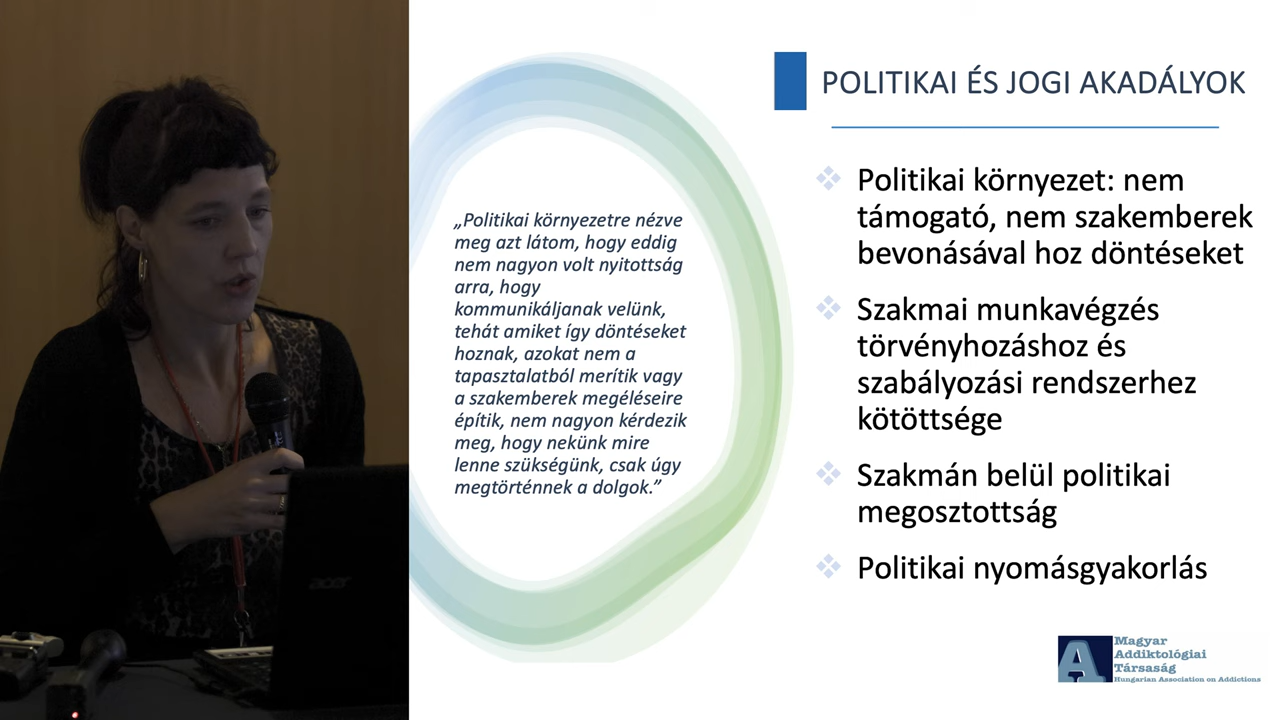 POLITIKAI ÉS JOGI AKADÁLYOK
„Politikai környezetre nézve
meg azt látom, hogy eddig
nem nagyon volt nyitottság
arra, hogy
kommunikáljanak velünk,
tehát amiket így döntéseket
hoznak, azokat nem a
tapasztalatból merítik vagy
a szakemberek megéléseire
építik, nem nagyon kérdezik
meg, hogy nekünk mire
lenne szükségünk, csak úgy
megtörténnek a dolgok.”
Politikai környezet: nem
támogató, nem szakemberek
bevonásával hoz döntéseket
Szakmai munkavégzés
törvényhozáshoz és
szabályozási rendszerhez
kötöttsége
Szakmán belül politikai
megosztottság
Politikai nyomásgyakorlás
acer
Magyar
Addiktológiai
Társaság
Hungarian Association on Addictions